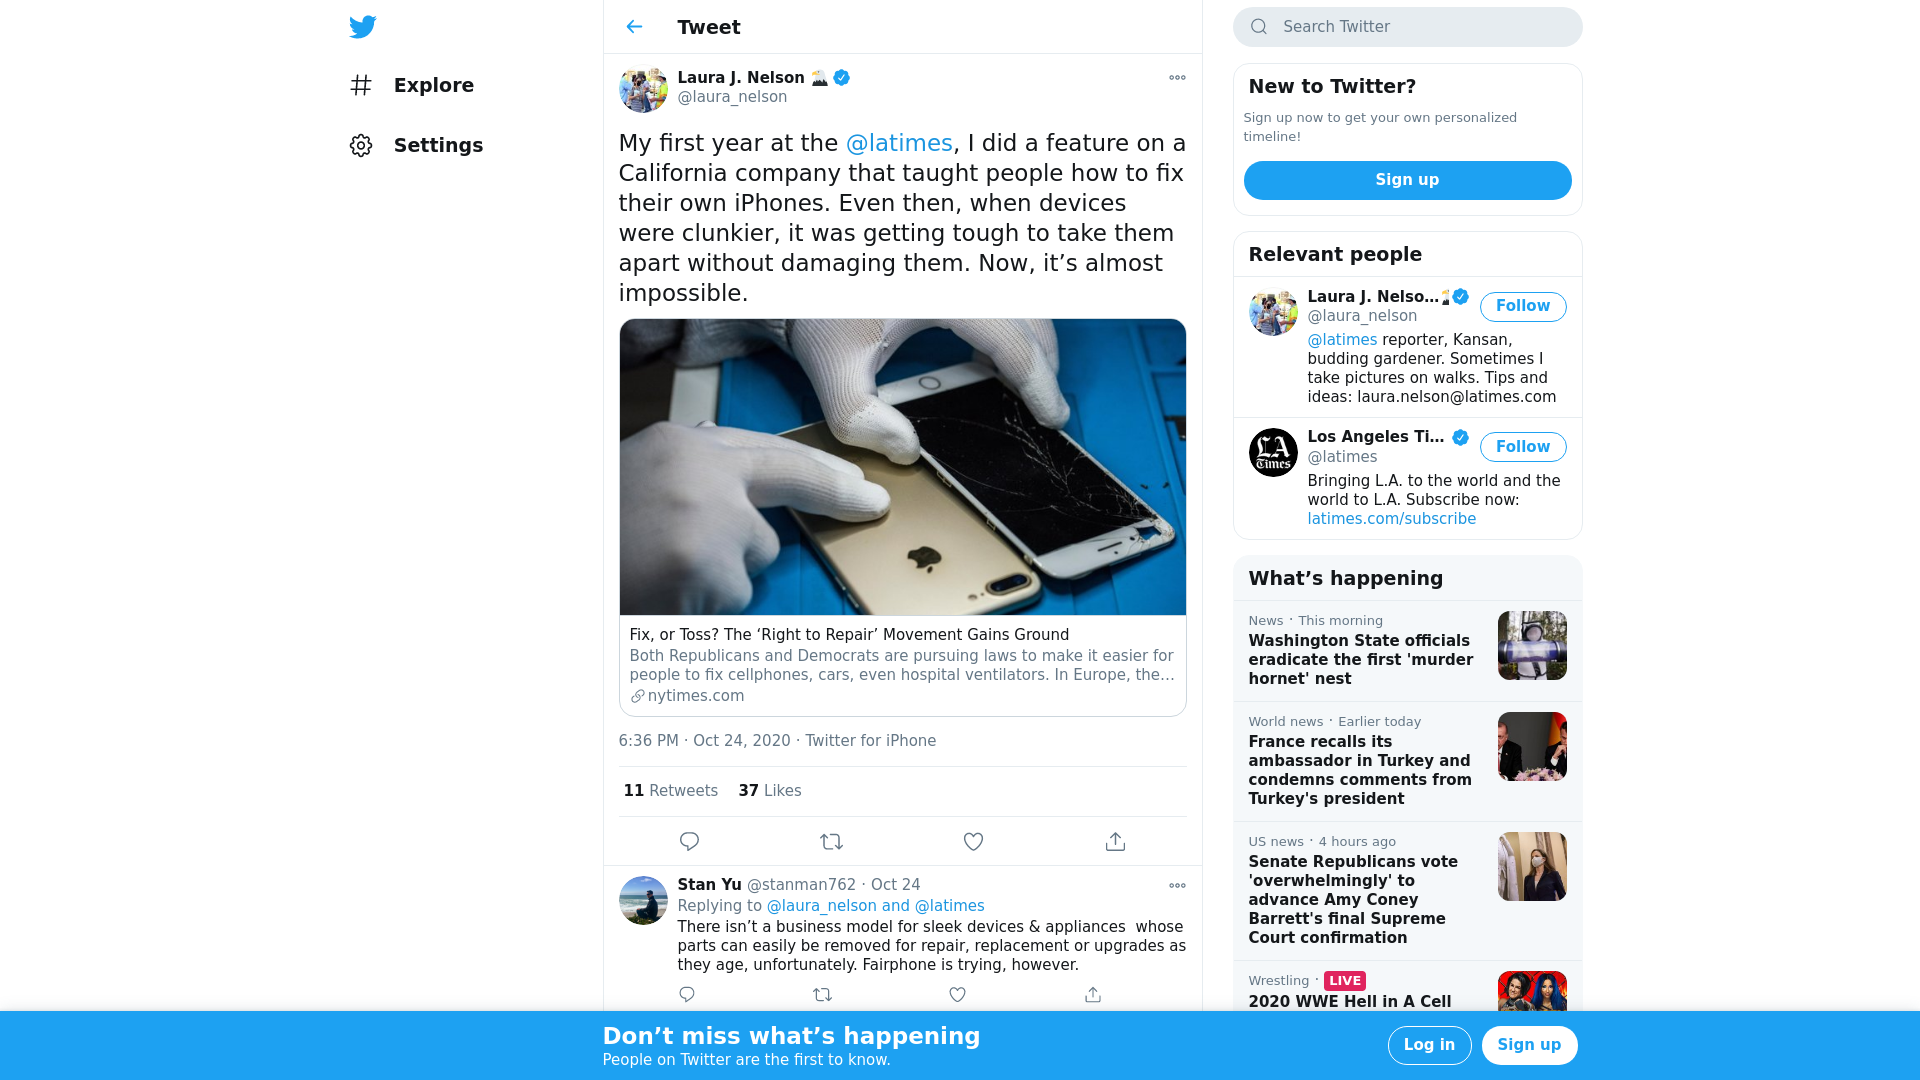 Explore
Settings
Tweet
Laura J. Nelson
@laura_nelson
My first year at the @latimes, I did a feature on a
California company that taught people how to fix
their own iPhones. Even then, when devices
were clunkier, it was getting tough to take them
apart without damaging them. Now, it’s almost
impossible.
Fix, or Toss? The ‘Right to Repair’ Movement Gains Ground
Both Republicans and Democrats are pursuing laws to make it easier for
people to fix cellphones, cars, even hospital ventilators. In Europe, the…
nytimes.com
6:36 PM · Oct 24, 2020 · Twitter for iPhone
11 Retweets 37 Likes
Stan Yu @stanman762 · Oct 24
Replying to @laura_nelson and @latimes
There isn’t a business model for sleek devices & appliances  whose
parts can easily be removed for repair, replacement or upgrades as
they age, unfortunately. Fairphone is trying, however.
Search Twitter
New to Twitter?
Sign up now to get your own personalized
timeline!
Sign up
Relevant people
Laura J. Nelso…
Follow
@laura_nelson
@latimes reporter, Kansan,
budding gardener. Sometimes I
take pictures on walks. Tips and
ideas: laura.nelson@latimes.com
LA
Times
Los Angeles Ti…
Follow
@latimes
Bringing L.A. to the world and the
world to L.A. Subscribe now:
latimes.com/subscribe
What’s happening
News · This morning
Washington State officials
eradicate the first 'murder
hornet' nest
World news · Earlier today
France recalls its
ambassador in Turkey and
condemns comments from
Turkey's president
US news · 4 hours ago
Senate Republicans vote
'overwhelmingly' to
advance Amy Coney
Barrett's final Supreme
Court confirmation
Wrestling · LIVE
2020 WWE Hell in A Cell
Don’t miss what’s happening
People on Twitter are the first to know.
Log in
Sign up